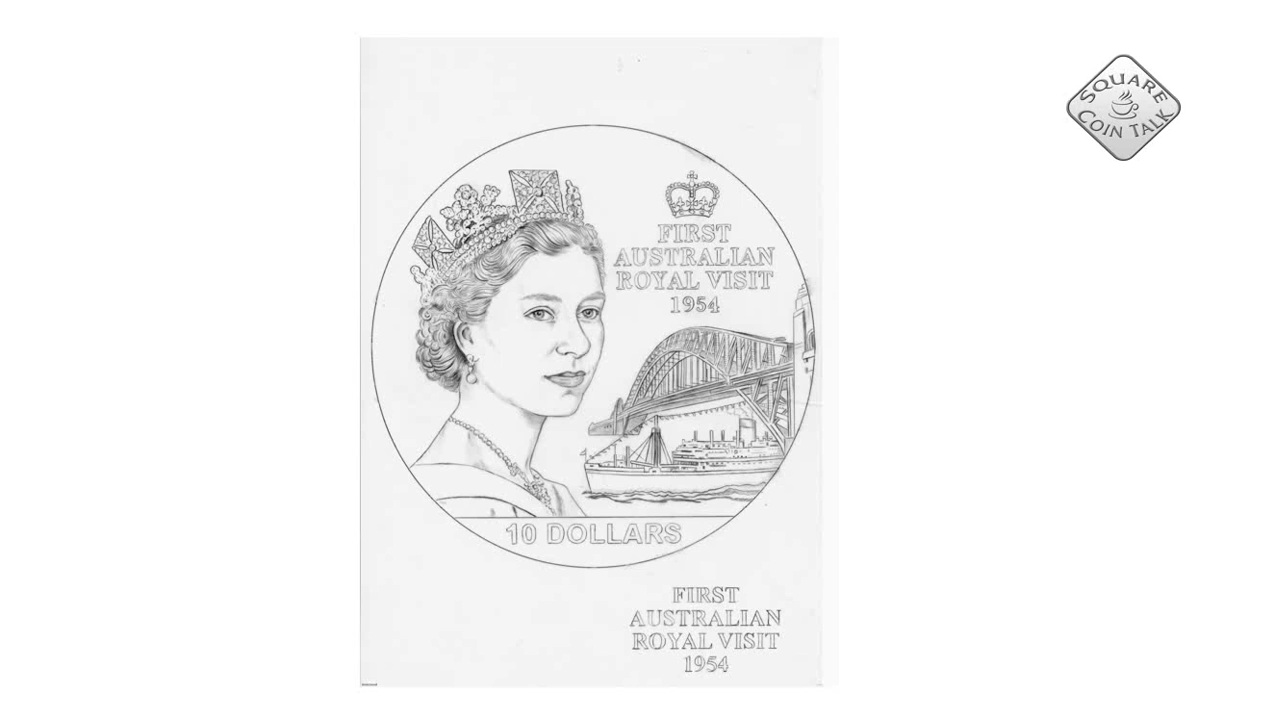 SQUARE
COIN TALK
FIRST
AUSTRALIAN
ROYAL VISIT
1954
10 DOLLARS
FIRST
AUSTRALIAN
ROYAL VISIT
1954